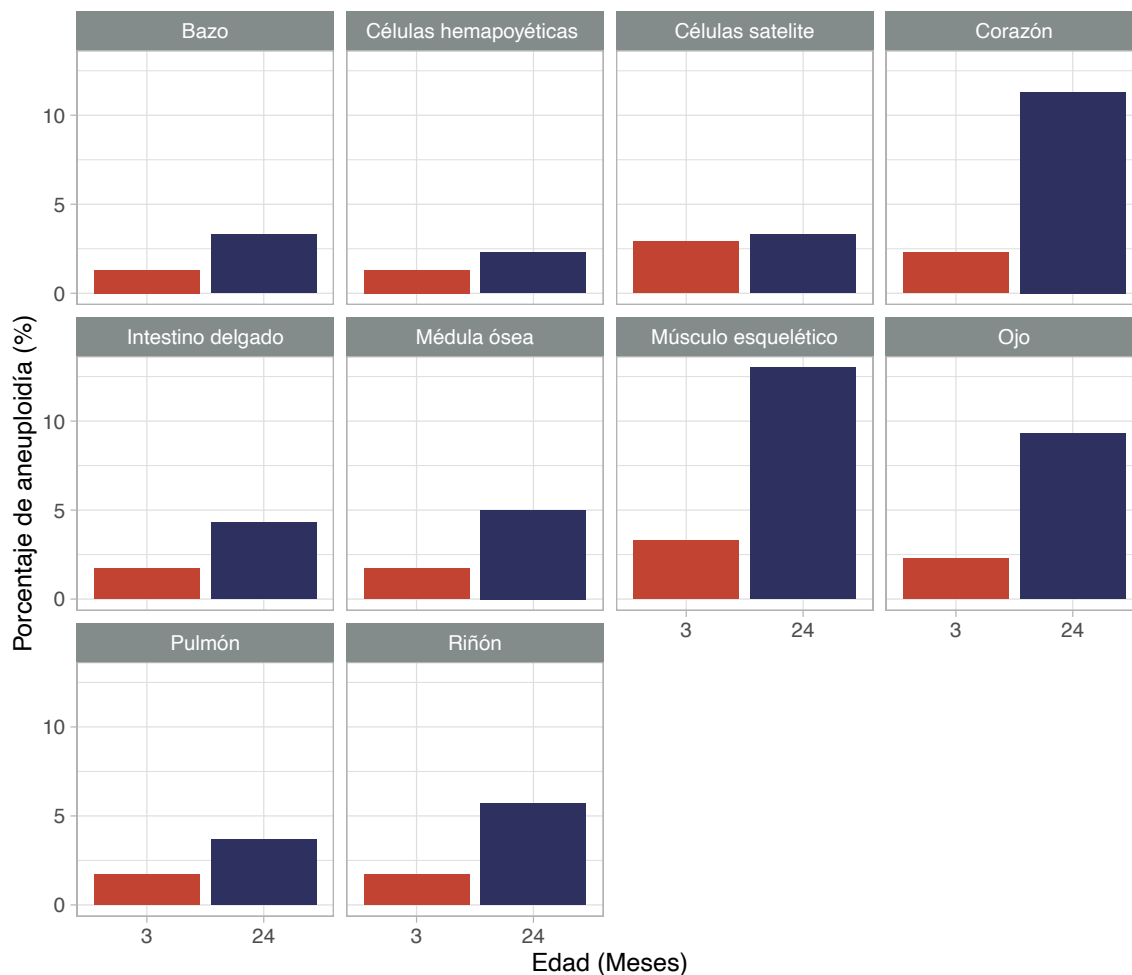 Bazo
Células hemapoyéticas
Células satelite
Corazón
10
5
0
Intestino delgado
Médula ósea
Músculo esquelético
Ojo
10
5
0
3
24
3
24
Pulmón
Riñón
10
5
0
3
24
3
24
Porcentaje de aneuploidía (%)
Edad (Meses)